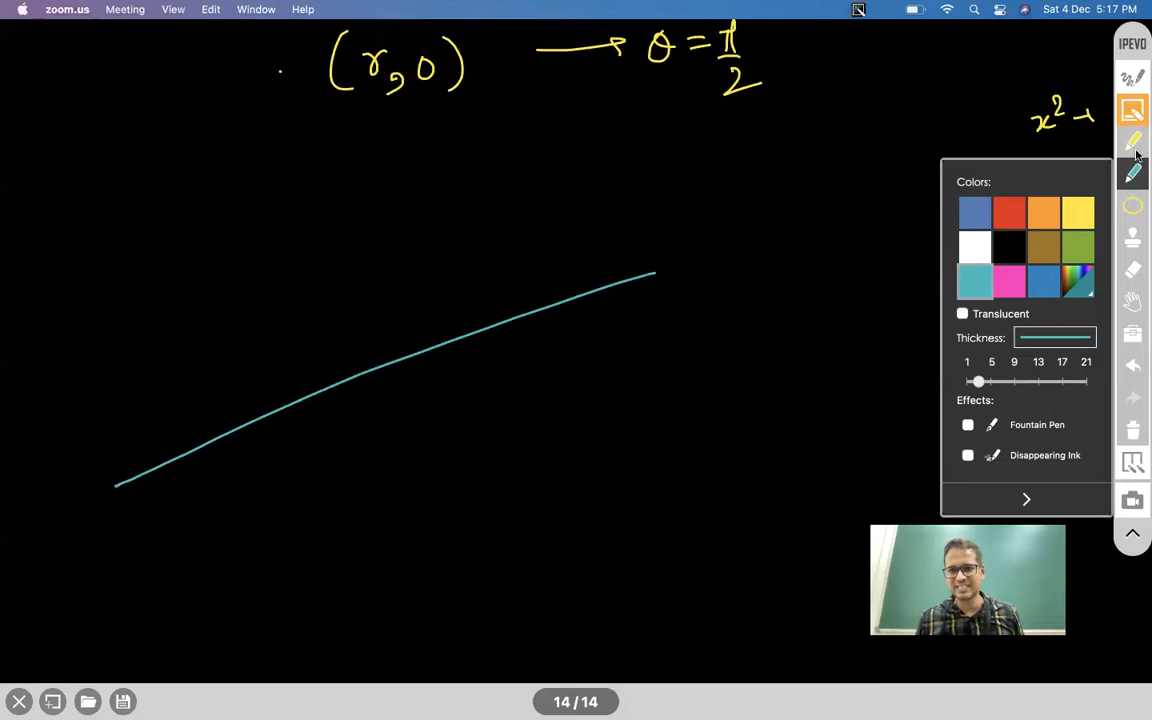 zoom.us Meeting View Edit Window Help Sat 4 Dec 5:17 PM
IPEVO
(r, 0) → θ = π/2
x² +
Colors:
Translucent
Thickness:
1 5 9 13 17 21
Effects:
Fountain Pen
Disappearing Ink
14/14